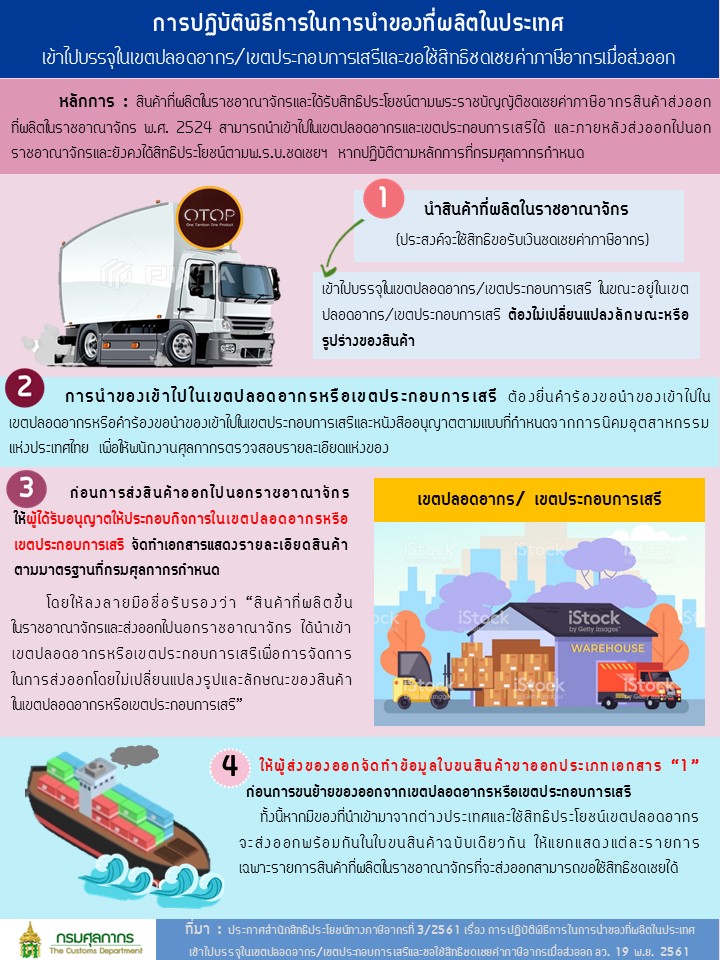 การปฏิบัติพิธีการในการนำของที่ผลิตในประเทศ
เข้าไปบรรจุในเขตปลอดอากร/เขตประกอบการเสรีและขอใช้สิทธิชดเชยค่าภาษีอากรเมื่อส่งออก
หลักการ : สินค้าที่ผลิตในราชอาณาจักรและได้รับสิทธิประโยชน์ตามพระราชบัญญัติชดเชยค่าภาษีอากรสินค้าส่งออก
ที่ผลิตในราชอาณาจักร พ.ศ. 2524 สามารถนำเข้าไปในเขตปลอดอากรและเขตประกอบการเสรีได้ และภายหลังส่งออกไปนอก
ราชอาณาจักรและยังคงได้สิทธิประโยชน์ตามพ.ร.บ.ชดเชยฯ หากปฏิบัติตามหลักการที่กรมศุลกากรกำหนด
OTOP
One Tambon One Product
1
นำสินค้าที่ผลิตในราชอาณาจักร
(ประสงค์จะใช้สิทธิขอรับเงินชดเชยค่าภาษีอากร)
เข้าไปบรรจุในเขตปลอดอากร/เขตประกอบการเสรี ในขณะอยู่ในเขต
ปลอดอากร/เขตประกอบการเสรี ต้องไม่เปลี่ยนแปลงลักษณะหรือ
รูปร่างของสินค้า
2
การนำของเข้าไปในเขตปลอดอากรหรือเขตประกอบการเสรี ต้องยื่นคำร้องขอนำของเข้าไปใน
เขตปลอดอากรหรือคำร้องขอนำของเข้าไปในเขตประกอบการเสรีและหนังสืออนุญาตตามแบบที่กำหนดจากการนิคมอุตสาหกรรม
แห่งประเทศไทย เพื่อให้พนักงานศุลกากรตรวจสอบรายละเอียดแห่งของ
3
ก่อนการส่งสินค้าออกไปนอกราชอาณาจักร
ให้ผู้ได้รับอนุญาตให้ประกอบกิจการในเขตปลอดอากรหรือ
เขตประกอบการเสรี จัดทำเอกสารแสดงรายละเอียดสินค้า
ตามมาตรฐานที่กรมศุลกากรกำหนด
โดยให้ลงลายมือชื่อรับรองว่า "สินค้าที่ผลิตขึ้น
ในราชอาณาจักรและส่งออกไปนอกราชอาณาจักร ได้นำเข้า
เขตปลอดอากรหรือเขตประกอบการเสรีเพื่อการจัดการ
ในการส่งออกโดยไม่เปลี่ยนแปลงรูปและลักษณะของสินค้า
ในเขตปลอดอากรหรือเขตประกอบการเสรี"
เขตปลอดอากร/ เขตประกอบการเสรี
iStock
by Getty Images
WAREHOUSE
4
ให้ผู้ส่งของออกจัดทำข้อมูลใบขนสินค้าขาออกประเภทเอกสาร "1"
ก่อนการขนย้ายของออกจากเขตปลอดอากรหรือเขตประกอบการเสรี
ทั้งนี้หากมีของที่นำเข้ามาจากต่างประเทศและใช้สิทธิประโยชน์เขตปลอดอากร
จะส่งออกพร้อมกันในใบขนสินค้าฉบับเดียวกัน ให้แยกแสดงแต่ละรายการ
เฉพาะรายการสินค้าที่ผลิตในราชอาณาจักรที่จะส่งออกสามารถขอใช้สิทธิชดเชยได้
กรมศุลกากร
The Customs Department
ที่มา : ประกาศสำนักสิทธิประโยชน์ทางภาษีอากรที่ 3/2561 เรื่อง การปฏิบัติพิธีการในการนำของที่ผลิตในประเทศ
เข้าไปบรรจุในเขตปลอดอากร/เขตประกอบการเสรีและขอใช้สิทธิชดเชยค่าภาษีอากรเมื่อส่งออก ลว. 19 พ.ย. 2561